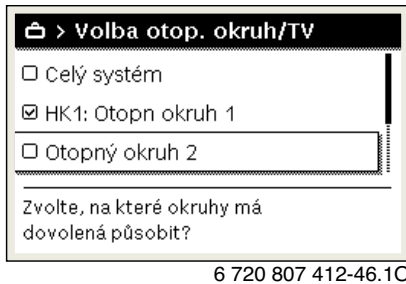 > Volba otop. okruh/TV
Celý systém
HK1: Otopn okruh 1
Otopný okruh 2
Zvolte, na které okruhy má
dovolená působit?
6 720 807 412-46.1O